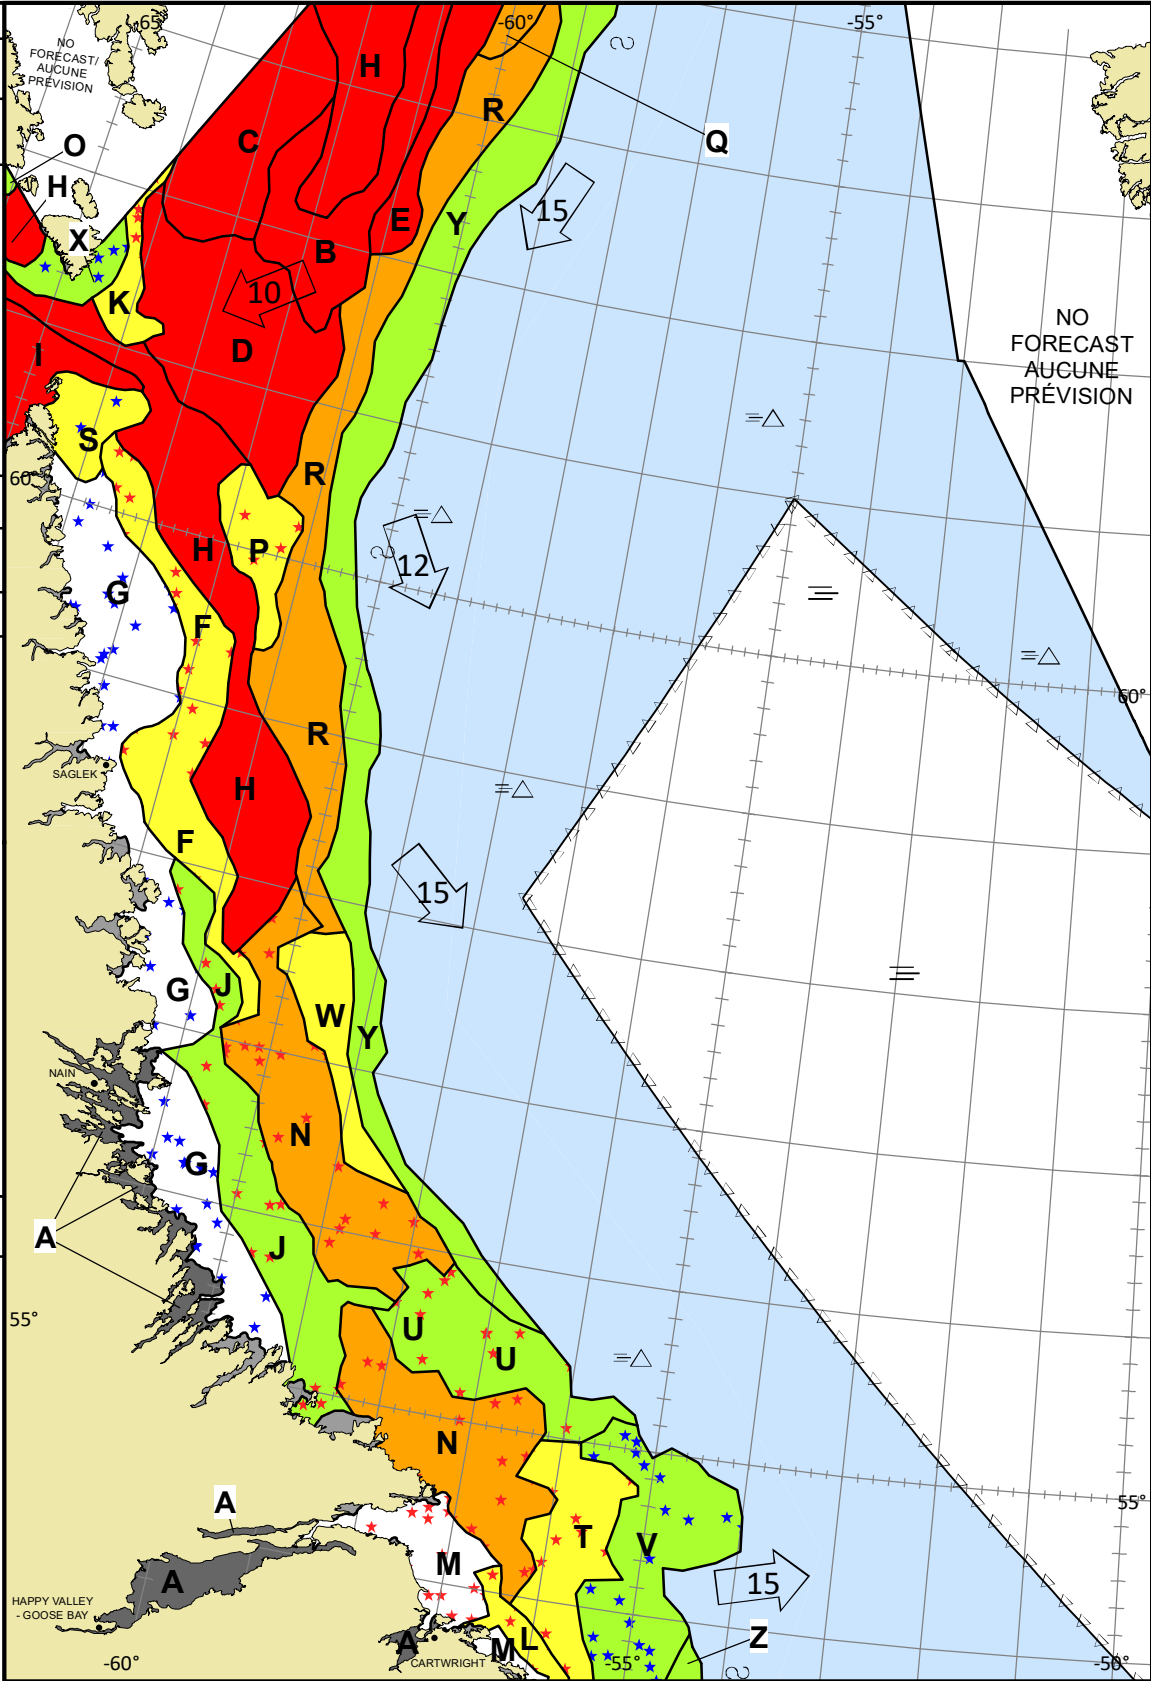 -65°
-60°
-55°
NO
FORECAST/
AUCUNE
PRÉVISION
H
R
C
Q
O
H
15
E
Y
X
B
10
K
NO
FORECAST
AUCUNE
PRÉVISION
D
I
S
R
60°
H
P
12
G
F
60°
R
SAGLEK
H
F
15
G
J
W
Y
NAIN
N
G
A
J
55°
U
U
N
A
55°
T
V
M
A
15
HAPPY VALLEY
- GOOSE BAY
A
M
L
Z
CARTWRIGHT
-60°
-55°
-50°